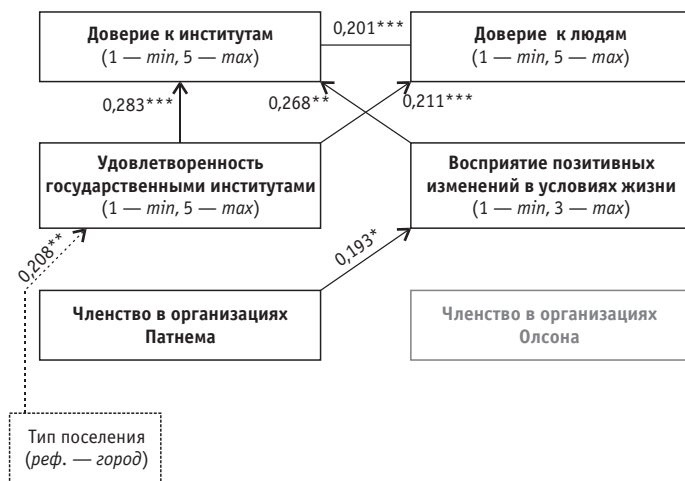 Доверие к институтам
(1 — min, 5 — max)
0,201***
Доверие к людям
(1 — min, 5 — max)
0,283***
0,268**
0,211***
Удовлетворенность
государственными институтами
(1 — min, 5 — max)
Восприятие позитивных
изменений в условиях жизни
(1 — min, 3 — max)
0,208**
0,193*
Членство в организациях
Патнема
Членство в организациях
Олсона
Тип поселения
(реф. — город)